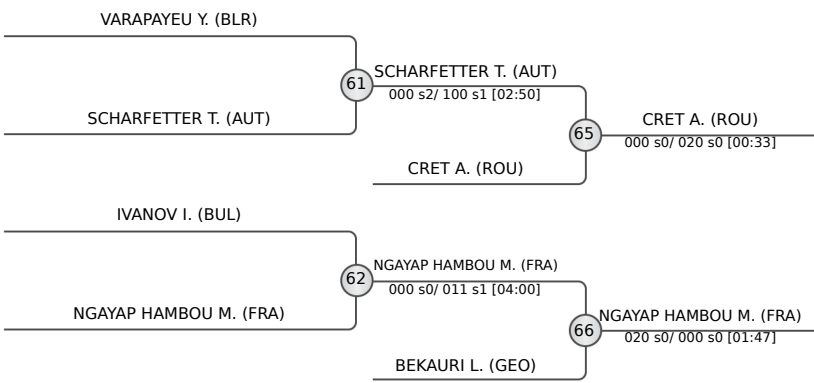 VARAPAYEU Y. (BLR)
61
SCHARFETTER T. (AUT)
000 s2/ 100 s1 [02:50]
SCHARFETTER T. (AUT)
65
CRET A. (ROU)
000 s0/ 020 s0 [00:33]
CRET A. (ROU)
IVANOV I. (BUL)
62
NGAYAP HAMBOU M. (FRA)
000 s0/ 011 s1 [04:00]
NGAYAP HAMBOU M. (FRA)
66
NGAYAP HAMBOU M. (FRA)
020 s0/ 000 s0 [01:47]
BEKAURI L. (GEO)